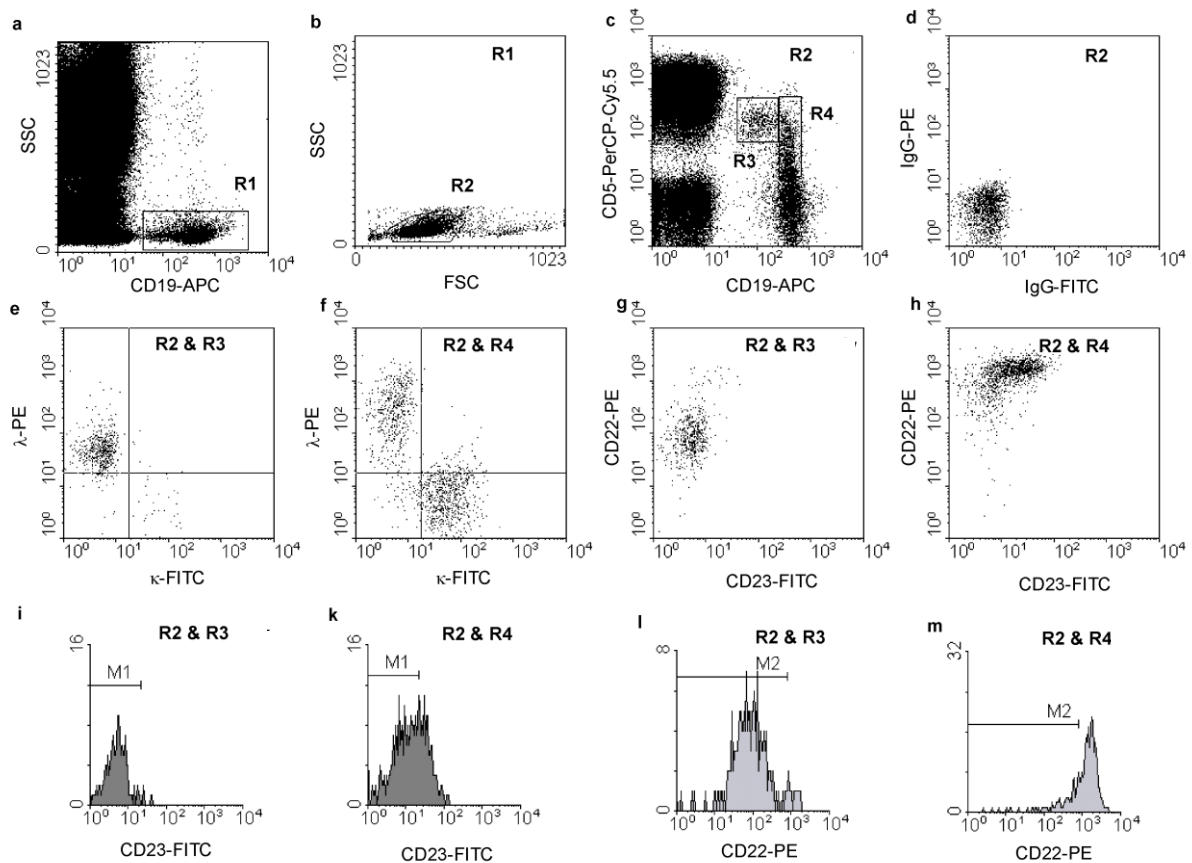 a
SSC
0 1023
R1
10⁰ 10¹ 10² 10³ 10⁴
CD19-APC
b
SSC
0 1023
R1
R2
0 1023
FSC
c
CD5-PerCP-Cy5.5
10⁰ 10¹ 10² 10³ 10⁴
R2
R4
R3
10⁰ 10¹ 10² 10³ 10⁴
CD19-APC
d
IgG-PE
10⁰ 10¹ 10² 10³ 10⁴
R2
10⁰ 10¹ 10² 10³ 10⁴
IgG-FITC
e
λ-PE
10⁰ 10¹ 10² 10³ 10⁴
R2 & R3
10⁰ 10¹ 10² 10³ 10⁴
κ-FITC
f
λ-PE
10⁰ 10¹ 10² 10³ 10⁴
R2 & R4
10⁰ 10¹ 10² 10³ 10⁴
κ-FITC
g
CD22-PE
10⁰ 10¹ 10² 10³ 10⁴
R2 & R3
10⁰ 10¹ 10² 10³ 10⁴
CD23-FITC
h
CD22-PE
10⁰ 10¹ 10² 10³ 10⁴
R2 & R4
10⁰ 10¹ 10² 10³ 10⁴
CD23-FITC
i
R2 & R3
0 16
M1
10⁰ 10¹ 10² 10³ 10⁴
CD23-FITC
k
R2 & R4
0 16
M1
10⁰ 10¹ 10² 10³ 10⁴
CD23-FITC
l
R2 & R3
0 8
M2
10⁰ 10¹ 10² 10³ 10⁴
CD22-PE
m
R2 & R4
0 32
M2
10⁰ 10¹ 10² 10³ 10⁴
CD22-PE